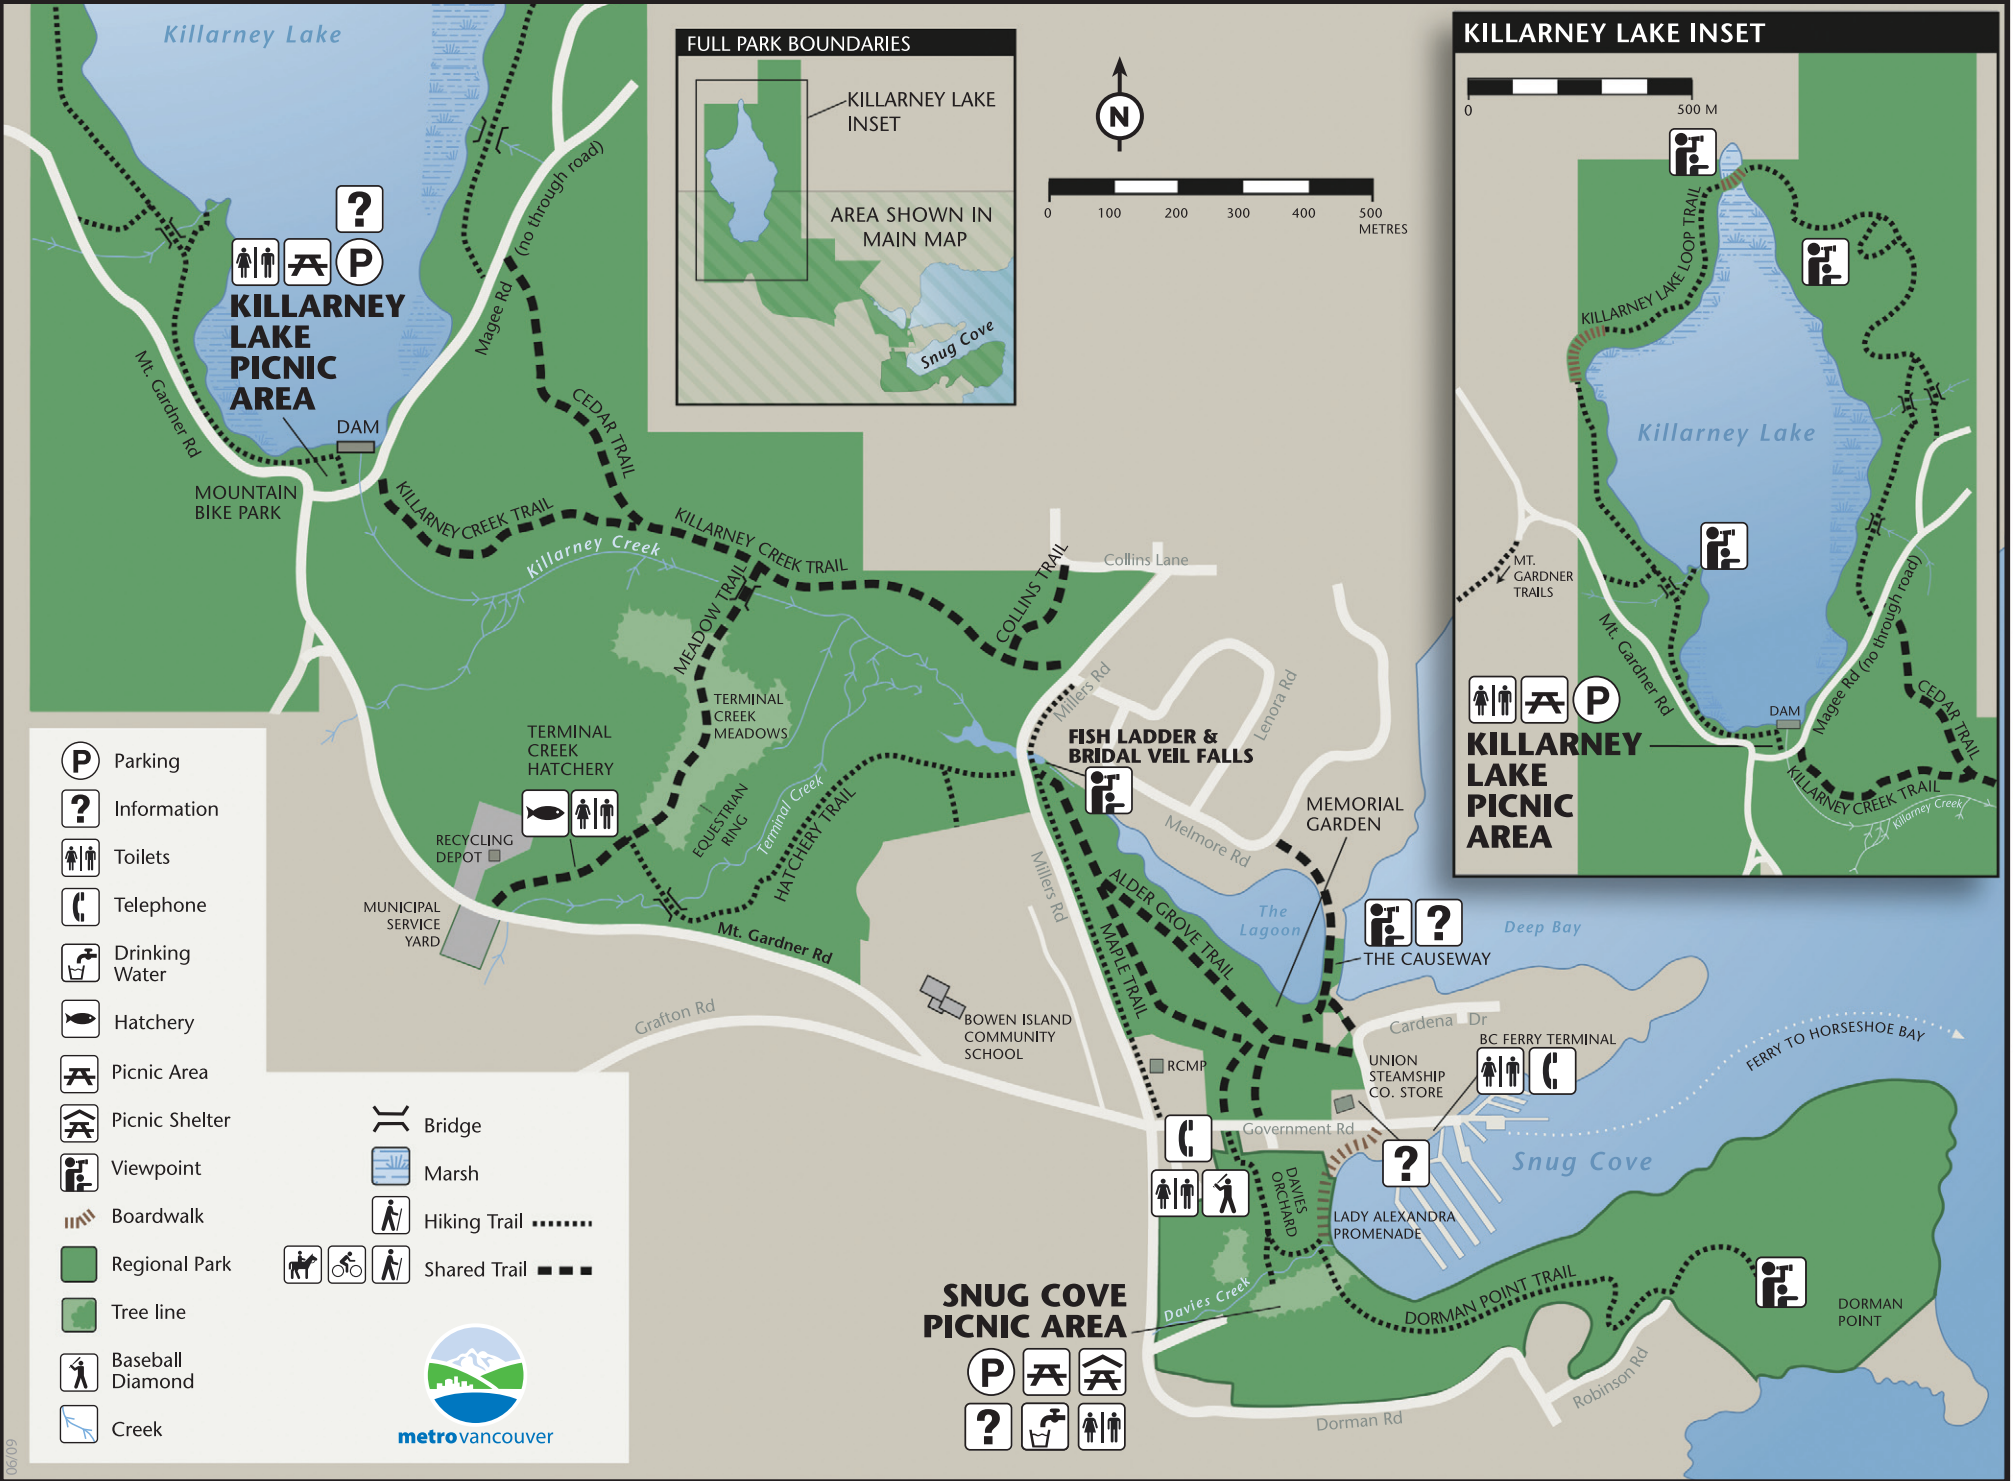 Killarney Lake
?
P
KILLARNEY
LAKE
PICNIC
AREA
DAM
Mt. Gardner Rd
Magee Rd (no through road)
MOUNTAIN
BIKE PARK
CEDAR TRAIL
KILLARNEY CREEK TRAIL
Killarney Creek
KILLARNEY CREEK TRAIL
FULL PARK BOUNDARIES
KILLARNEY LAKE
INSET
AREA SHOWN IN
MAIN MAP
Snug Cove
N
0 100 200 300 400 500
METRES
KILLARNEY LAKE INSET
0 500 M
KILLARNEY LAKE LOOP TRAIL
Killarney Lake
MT.
GARDNER
TRAILS
Mt. Gardner Rd
Magee Rd (no through road)
P
KILLARNEY
LAKE
PICNIC
AREA
DAM
CEDAR TRAIL
KILLARNEY CREEK TRAIL
Killarney Creek
COLLINS TRAIL
Collins Lane
MEADOW TRAIL
Millers Rd
Lenora Rd
TERMINAL
CREEK
MEADOWS
TERMINAL
CREEK
HATCHERY
EQUESTRIAN
RING
Terminal Creek
HATCHERY TRAIL
RECYCLING
DEPOT
MUNICIPAL
SERVICE
YARD
Mt. Gardner Rd
FISH LADDER &
BRIDAL VEIL FALLS
Melmore Rd
MEMORIAL
GARDEN
Millers Rd
ALDER GROVE TRAIL
MAPLE TRAIL
The
Lagoon
?
THE CAUSEWAY
Deep Bay
Grafton Rd
BOWEN ISLAND
COMMUNITY
SCHOOL
RCMP
Cardena Dr
BC FERRY TERMINAL
UNION
STEAMSHIP
CO. STORE
FERRY TO HORSESHOE BAY
Government Rd
?
Snug Cove
DAVIES
ORCHARD
LADY ALEXANDRA
PROMENADE
Davies Creek
SNUG COVE
PICNIC AREA
P
?
DORMAN POINT TRAIL
DORMAN
POINT
Robinson Rd
Dorman Rd
P Parking
? Information
Toilets
Telephone
Drinking
Water
Hatchery
Picnic Area
Picnic Shelter
Viewpoint
Boardwalk
Regional Park
Tree line
Baseball
Diamond
Creek
Bridge
Marsh
Hiking Trail
Shared Trail
metrovancouver
06/09